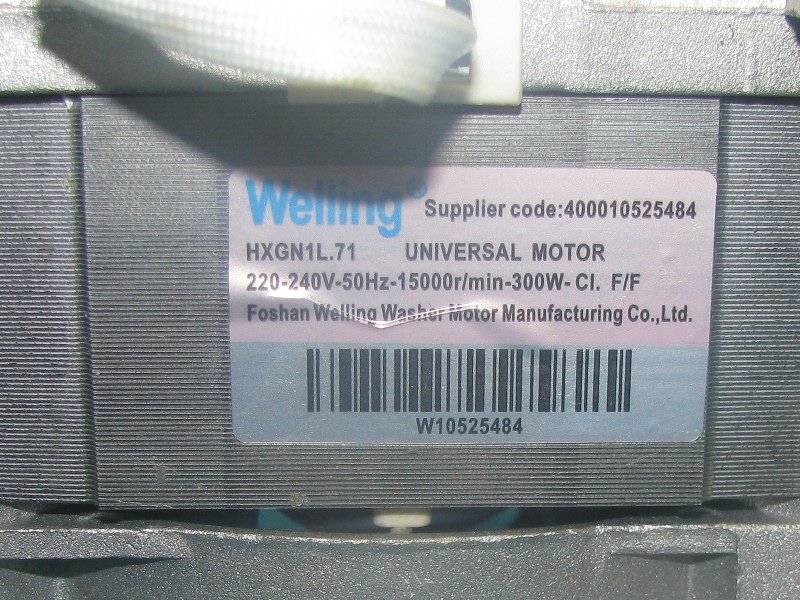 Welling® Supplier code:400010525484
HXGN1L.71 UNIVERSAL MOTOR
220-240V-50Hz-15000r/min-300W- Cl. F/F
Foshan Welling Washer Motor Manufacturing Co.,Ltd.
W10525484